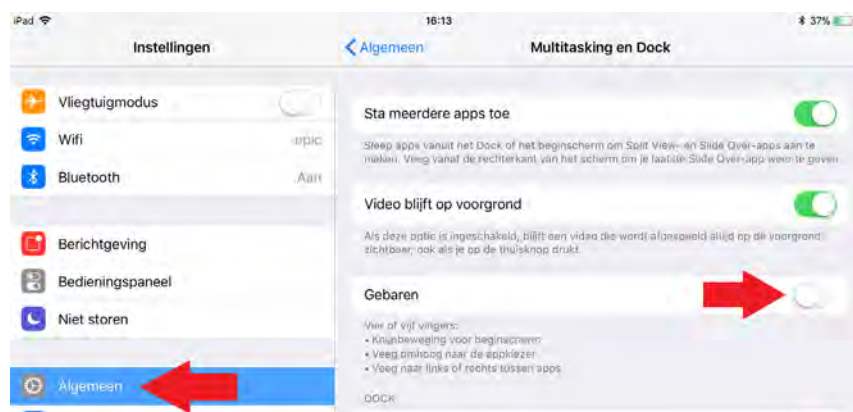 iPad 16:13 37%
Instellingen
Algemeen Multitasking en Dock
Vliegtuigmodus
Wifi epic
Bluetooth Aan
Berichtgeving
Bedieningspaneel
Niet storen
Algemeen
Sta meerdere apps toe
Sleep apps vanuit het Dock of het beginscherm om Split View- en Slide Over-apps aan te
maken. Veeg vanaf de rechterkant van het scherm om je laatste Slide Over-app weer te geven.
Video blijft op voorgrond
Als deze optie is ingeschakeld, blijft een video die wordt afgespeeld altijd op de voorgrond
zichtbaar, ook als je op de thuisknop drukt.
Gebaren
Vier of vijf vingers:
• Knijpbeweging voor beginscherm
• Veeg omhoog naar de appkiezer
• Veeg naar links of rechts tussen apps
DOCK